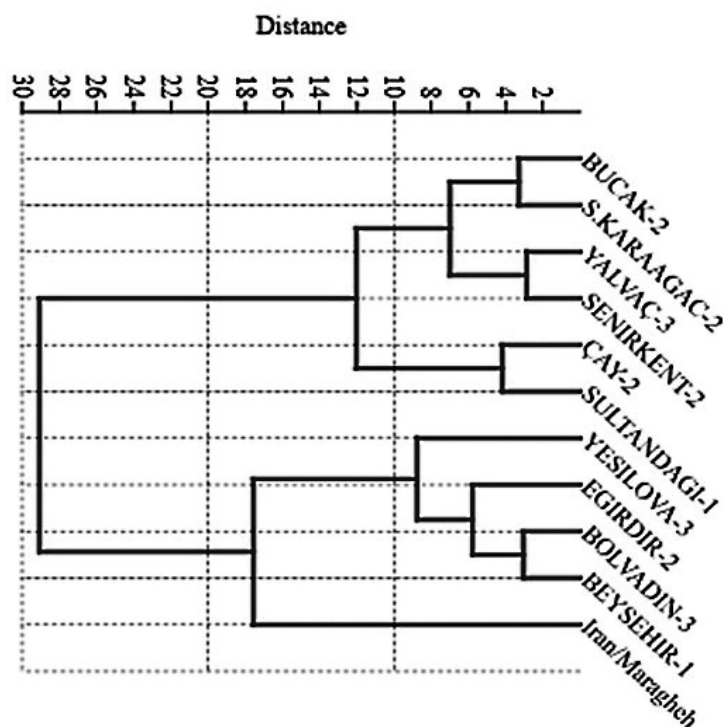 Distance
30 28 26 24 22 20 18 16 14 12 10 8 6 4 2
BUCAK-2
S.KARAAGAC-2
YALVAÇ-3
SENIRKENT-2
ÇAY-2
SULTANDAGI-1
YESILOVA-3
EGIRDIR-2
BOLVADIN-3
BEYSEHIR-1
Iran/Maragheh